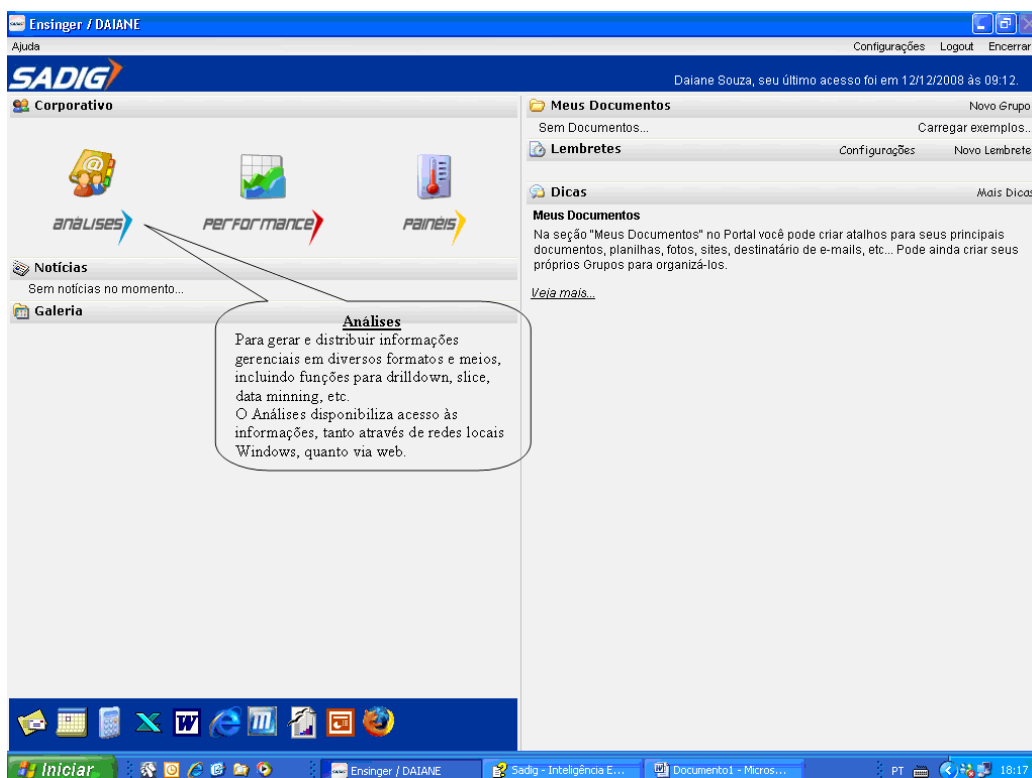 Ensinger / DAIANE
Ajuda
Configurações Logout Encerrar
SADIG
Daiane Souza, seu último acesso foi em 12/12/2008 às 09:12.
Corporativo
análises
performance
painéis
Notícias
Sem notícias no momento...
Galeria
Análises
Para gerar e distribuir informações
gerenciais em diversos formatos e meios,
incluindo funções para drilldown, slice,
data minning, etc.
O Análises disponibiliza acesso às
informações, tanto através de redes locais
Windows, quanto via web.
Meus Documentos Novo Grupo
Sem Documentos... Carregar exemplos...
Lembretes Configurações Novo Lembrete
Dicas Mais Dicas
Meus Documentos
Na seção "Meus Documentos" no Portal você pode criar atalhos para seus principais
documentos, planilhas, fotos, sites, destinatário de e-mails, etc... Pode ainda criar seus
próprios Grupos para organizá-los.
Veja mais...
Iniciar
Ensinger / DAIANE
Sadig - Inteligência E...
Documento1 - Micros...
PT
18:17